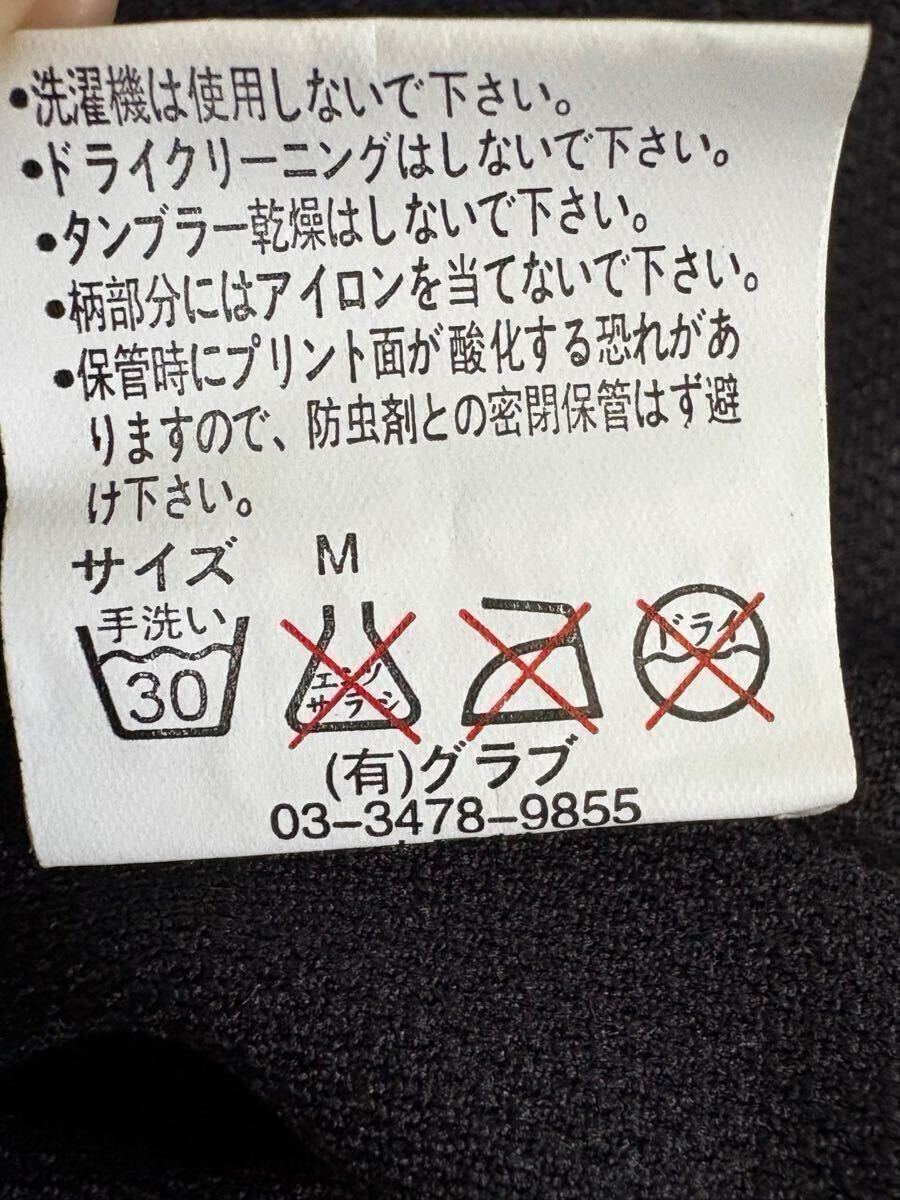 •洗濯機は使用しないで下さい。
•ドライクリーニングはしないで下さい。
•タンブラー乾燥はしないで下さい。
•柄部分にはアイロンを当てないで下さい。
•保管時にプリント面が酸化する恐れがあ
りますので、防虫剤との密閉保管はず避
け下さい。
サイズ M
手洗い
30
エンソ
サラシ
ドライ
(有)グラブ
03-3478-9855